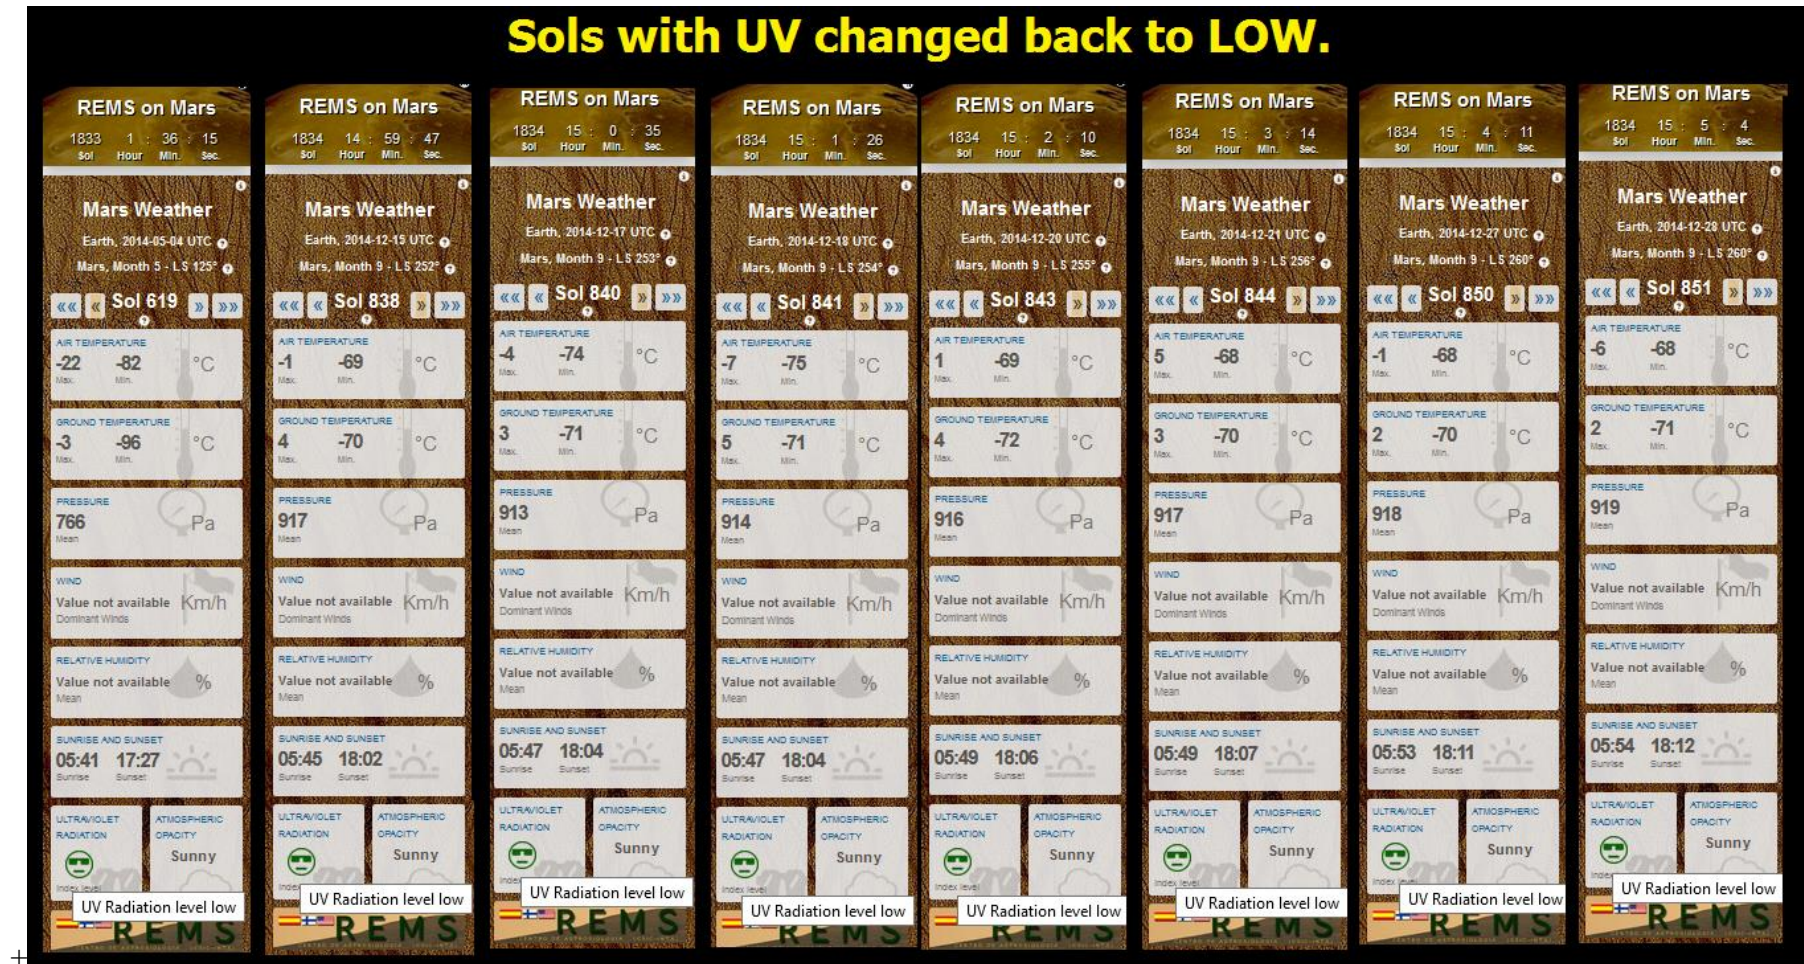 Sols with UV changed back to LOW.
REMS on Mars
1833 1 : 36 : 15
Sol Hour Min. Sec.
Mars Weather
Earth, 2014-05-04 UTC
Mars, Month 5 - LS 125°
«« « Sol 619 » »»
AIR TEMPERATURE
-22 -82 °C
Max. Min.
GROUND TEMPERATURE
-3 -96 °C
Max. Min.
PRESSURE
766 Pa
Mean
WIND
Value not available Km/h
Dominant Winds
RELATIVE HUMIDITY
Value not available %
Mean
SUNRISE AND SUNSET
05:41 17:27
Sunrise Sunset
ULTRAVIOLET RADIATION
ATMOSPHERIC OPACITY
Sunny
Index level
UV Radiation level low
REMS
REMS on Mars
1834 14 : 59 : 47
Sol Hour Min. Sec.
Mars Weather
Earth, 2014-12-15 UTC
Mars, Month 9 - LS 252°
«« « Sol 838 » »»
AIR TEMPERATURE
-1 -69 °C
Max. Min.
GROUND TEMPERATURE
4 -70 °C
Max. Min.
PRESSURE
917 Pa
Mean
WIND
Value not available Km/h
Dominant Winds
RELATIVE HUMIDITY
Value not available %
Mean
SUNRISE AND SUNSET
05:45 18:02
Sunrise Sunset
ULTRAVIOLET RADIATION
ATMOSPHERIC OPACITY
Sunny
UV Radiation level low
REMS
REMS on Mars
1834 15 : 0 : 35
Sol Hour Min. Sec.
Mars Weather
Earth, 2014-12-17 UTC
Mars, Month 9 - LS 253°
«« « Sol 840 » »»
AIR TEMPERATURE
-4 -74 °C
Max. Min.
GROUND TEMPERATURE
3 -71 °C
Max. Min.
PRESSURE
913 Pa
Mean
WIND
Value not available Km/h
Dominant Winds
RELATIVE HUMIDITY
Value not available %
Mean
SUNRISE AND SUNSET
05:47 18:04
Sunrise Sunset
ULTRAVIOLET RADIATION
ATMOSPHERIC OPACITY
Sunny
UV Radiation level low
REMS
REMS on Mars
1834 15 : 1 : 26
Sol Hour Min. Sec.
Mars Weather
Earth, 2014-12-18 UTC
Mars, Month 9 - LS 254°
«« « Sol 841 » »»
AIR TEMPERATURE
-7 -75 °C
Max. Min.
GROUND TEMPERATURE
5 -71 °C
Max. Min.
PRESSURE
914 Pa
Mean
WIND
Value not available Km/h
Dominant Winds
RELATIVE HUMIDITY
Value not available %
Mean
SUNRISE AND SUNSET
05:47 18:04
Sunrise Sunset
ULTRAVIOLET RADIATION
ATMOSPHERIC OPACITY
Sunny
UV Radiation level low
REMS
REMS on Mars
1834 15 : 2 : 10
Sol Hour Min. Sec.
Mars Weather
Earth, 2014-12-20 UTC
Mars, Month 9 - LS 255°
«« « Sol 843 » »»
AIR TEMPERATURE
1 -69 °C
Max. Min.
GROUND TEMPERATURE
4 -72 °C
Max. Min.
PRESSURE
916 Pa
Mean
WIND
Value not available Km/h
Dominant Winds
RELATIVE HUMIDITY
Value not available %
Mean
SUNRISE AND SUNSET
05:49 18:06
Sunrise Sunset
ULTRAVIOLET RADIATION
ATMOSPHERIC OPACITY
Sunny
Index level
UV Radiation level low
REMS
REMS on Mars
1834 15 : 3 : 14
Sol Hour Min. Sec.
Mars Weather
Earth, 2014-12-21 UTC
Mars, Month 9 - LS 256°
«« « Sol 844 » »»
AIR TEMPERATURE
5 -68 °C
Max. Min.
GROUND TEMPERATURE
3 -70 °C
Max. Min.
PRESSURE
917 Pa
Mean
WIND
Value not available Km/h
Dominant Winds
RELATIVE HUMIDITY
Value not available %
Mean
SUNRISE AND SUNSET
05:49 18:07
Sunrise Sunset
ULTRAVIOLET RADIATION
ATMOSPHERIC OPACITY
Sunny
Index level
UV Radiation level low
REMS
REMS on Mars
1834 15 : 4 : 11
Sol Hour Min. Sec.
Mars Weather
Earth, 2014-12-27 UTC
Mars, Month 9 - LS 260°
«« « Sol 850 » »»
AIR TEMPERATURE
-1 -68 °C
Max. Min.
GROUND TEMPERATURE
2 -70 °C
Max. Min.
PRESSURE
918 Pa
Mean
WIND
Value not available Km/h
Dominant Winds
RELATIVE HUMIDITY
Value not available %
Mean
SUNRISE AND SUNSET
05:53 18:11
Sunrise Sunset
ULTRAVIOLET RADIATION
ATMOSPHERIC OPACITY
Sunny
Index level
UV Radiation level low
REMS
REMS on Mars
1834 15 : 5 : 4
Sol Hour Min. Sec.
Mars Weather
Earth, 2014-12-28 UTC
Mars, Month 9 - LS 260°
«« « Sol 851 » »»
AIR TEMPERATURE
-6 -68 °C
Max. Min.
GROUND TEMPERATURE
2 -71 °C
Max. Min.
PRESSURE
919 Pa
Mean
WIND
Value not available Km/h
Dominant Winds
RELATIVE HUMIDITY
Value not available %
Mean
SUNRISE AND SUNSET
05:54 18:12
Sunrise Sunset
ULTRAVIOLET RADIATION
ATMOSPHERIC OPACITY
Sunny
Index level
UV Radiation level low
REMS